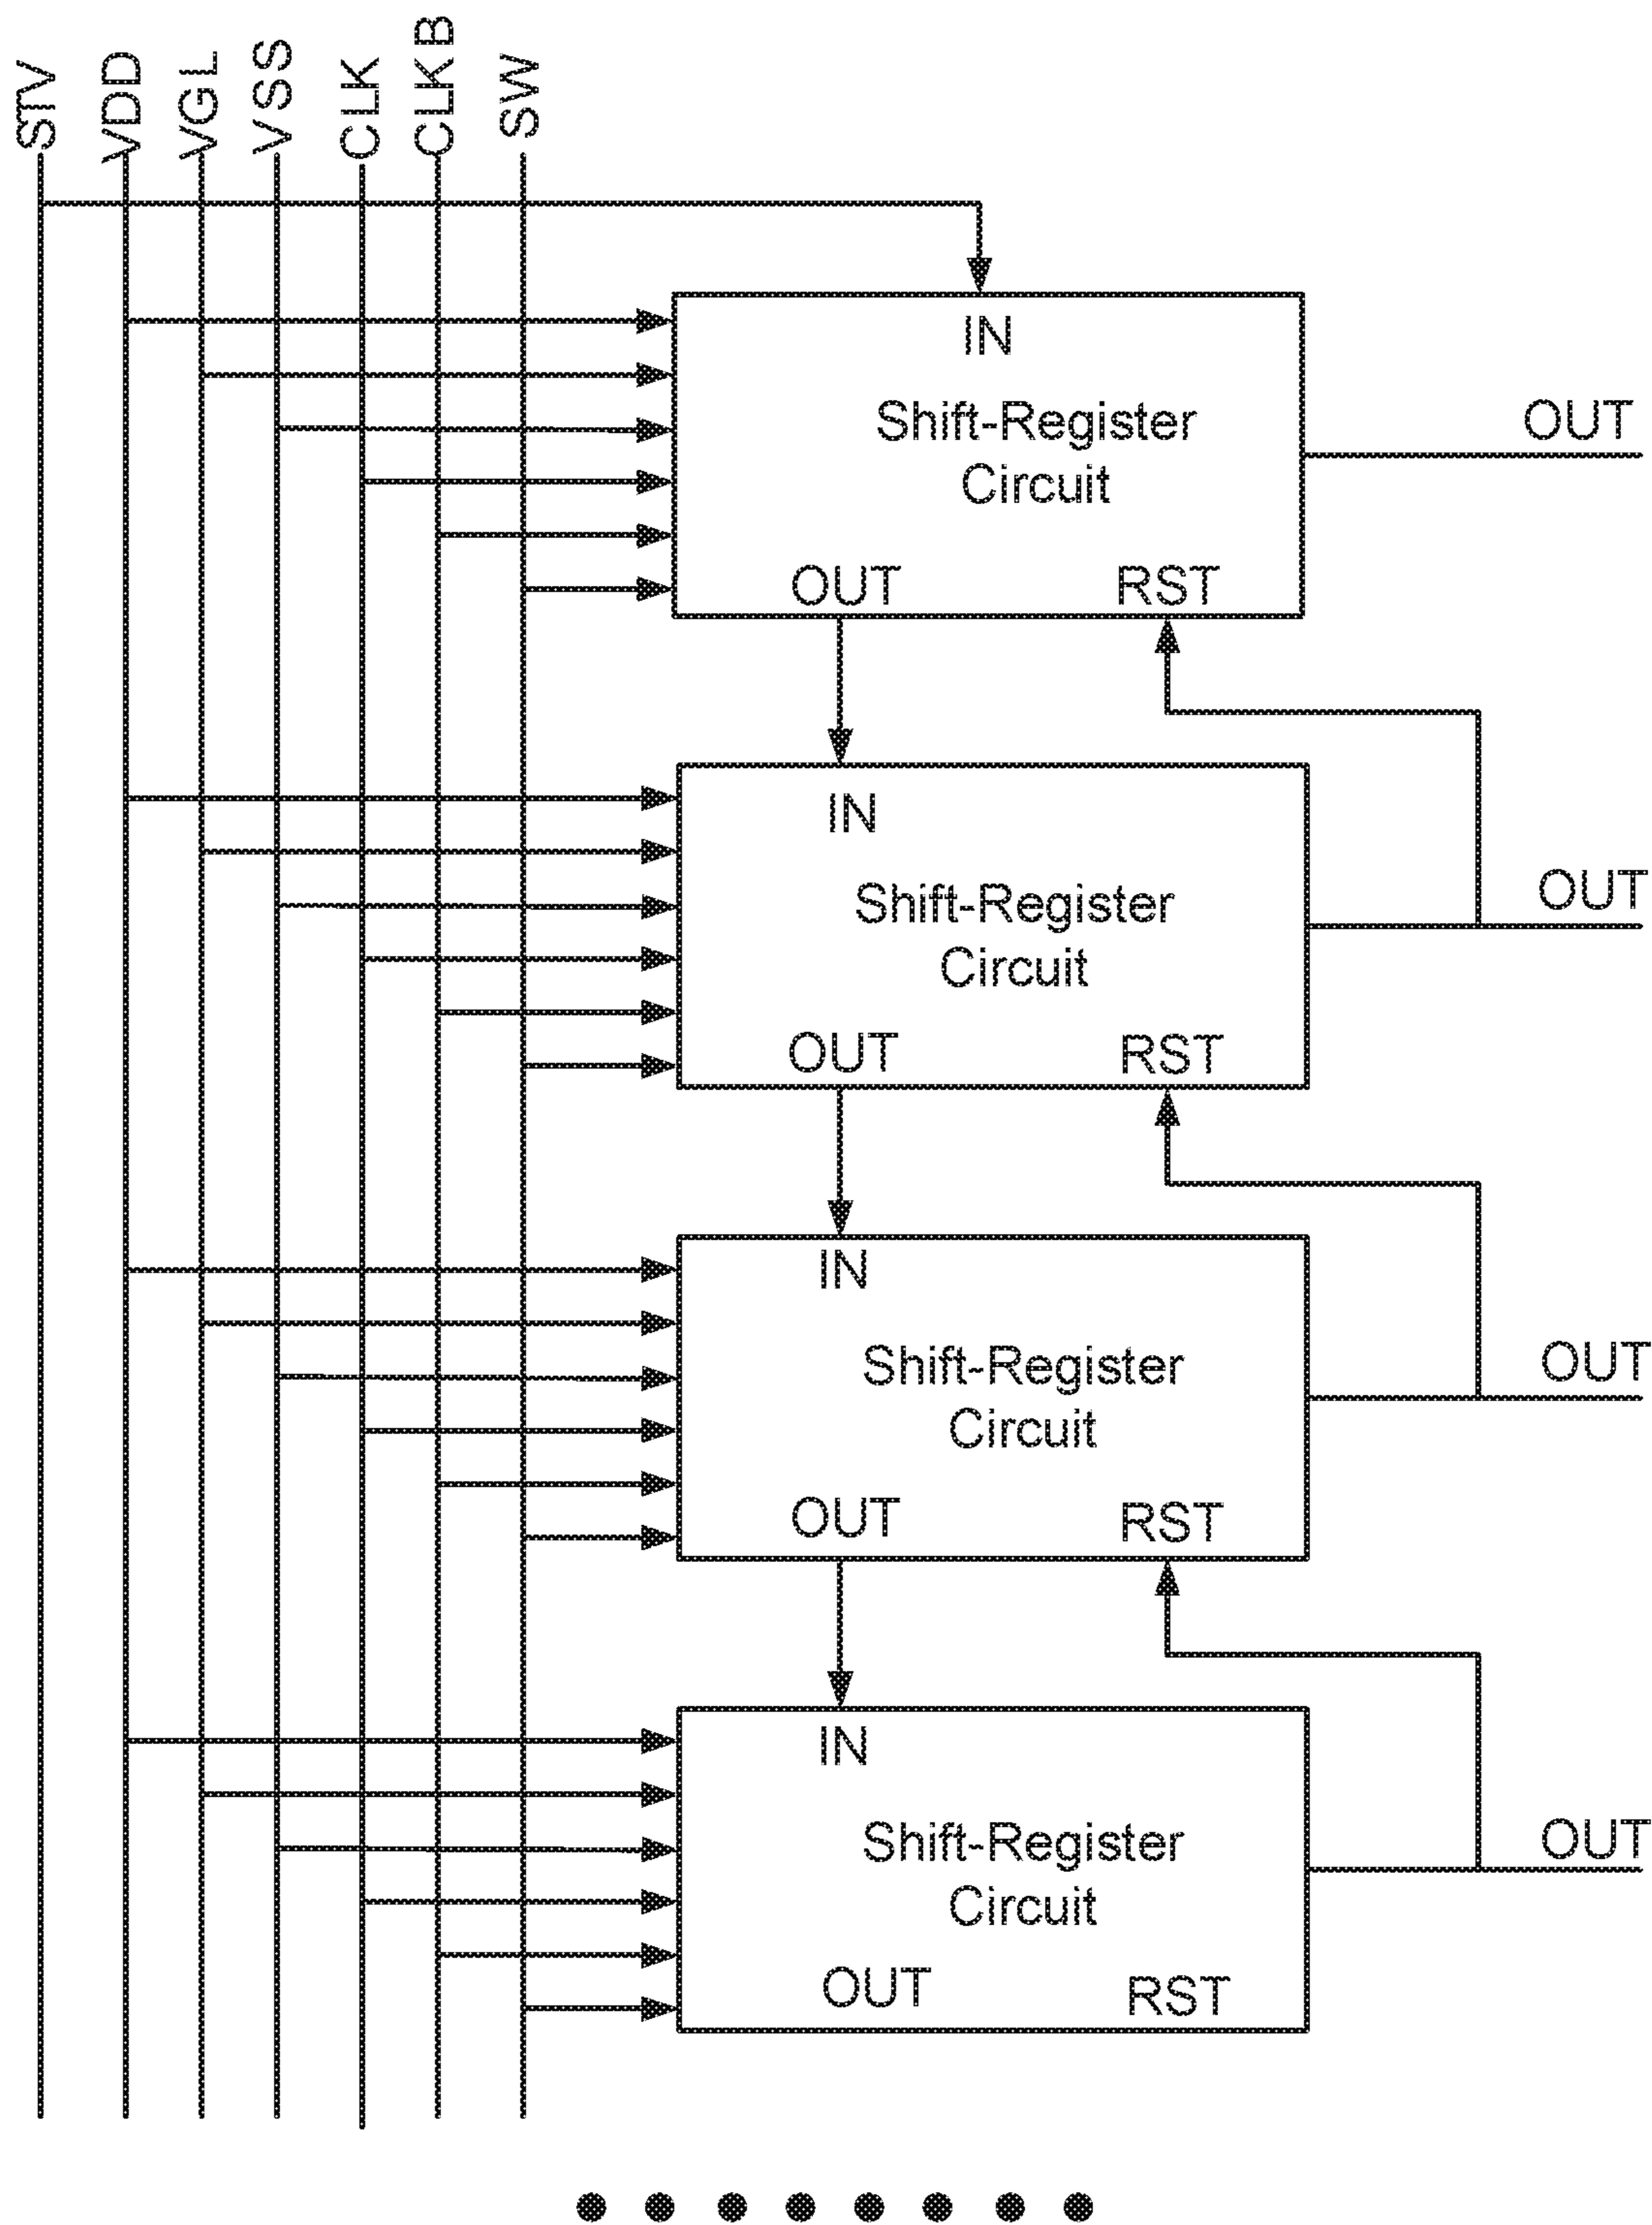 STV
VDD
VGL
VSS
CLK
CLKB
SW
IN
Shift-Register
Circuit
OUT
OUT
RST
IN
Shift-Register
Circuit
OUT
OUT
RST
IN
Shift-Register
Circuit
OUT
OUT
RST
IN
Shift-Register
Circuit
OUT
OUT
RST